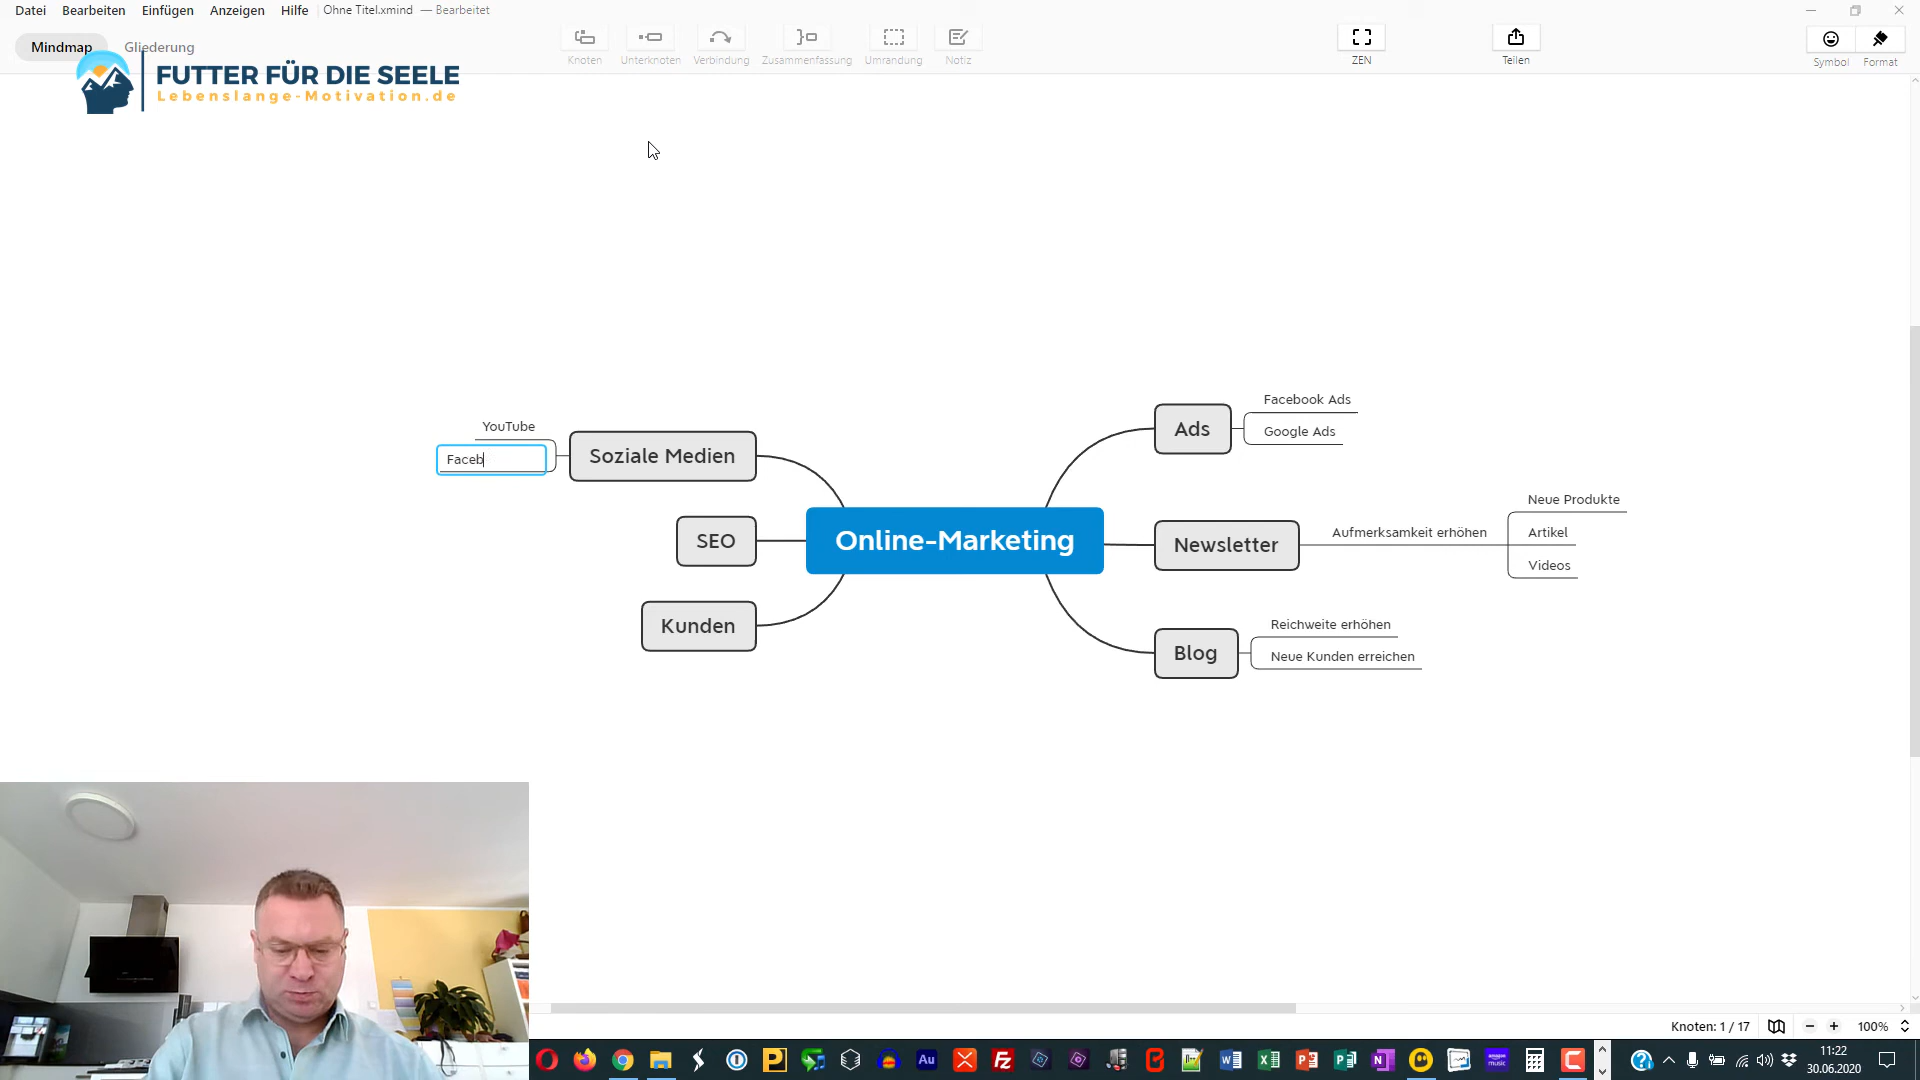 Datei Bearbeiten Einfügen Anzeigen Hilfe Ohne Titel.xmind — Bearbeitet
Mindmap Gliederung
Knoten Unterknoten Verbindung Zusammenfassung Umrandung Notiz ZEN Teilen Symbol Format
FUTTER FÜR DIE SEELE
Lebenslange-Motivation.de
YouTube
Faceb
Soziale Medien
SEO
Kunden
Online-Marketing
Ads
Facebook Ads
Google Ads
Newsletter
Aufmerksamkeit erhöhen
Neue Produkte
Artikel
Videos
Blog
Reichweite erhöhen
Neue Kunden erreichen
Knoten: 1 / 17 100%
Au
amazon music
11:22
30.06.2020